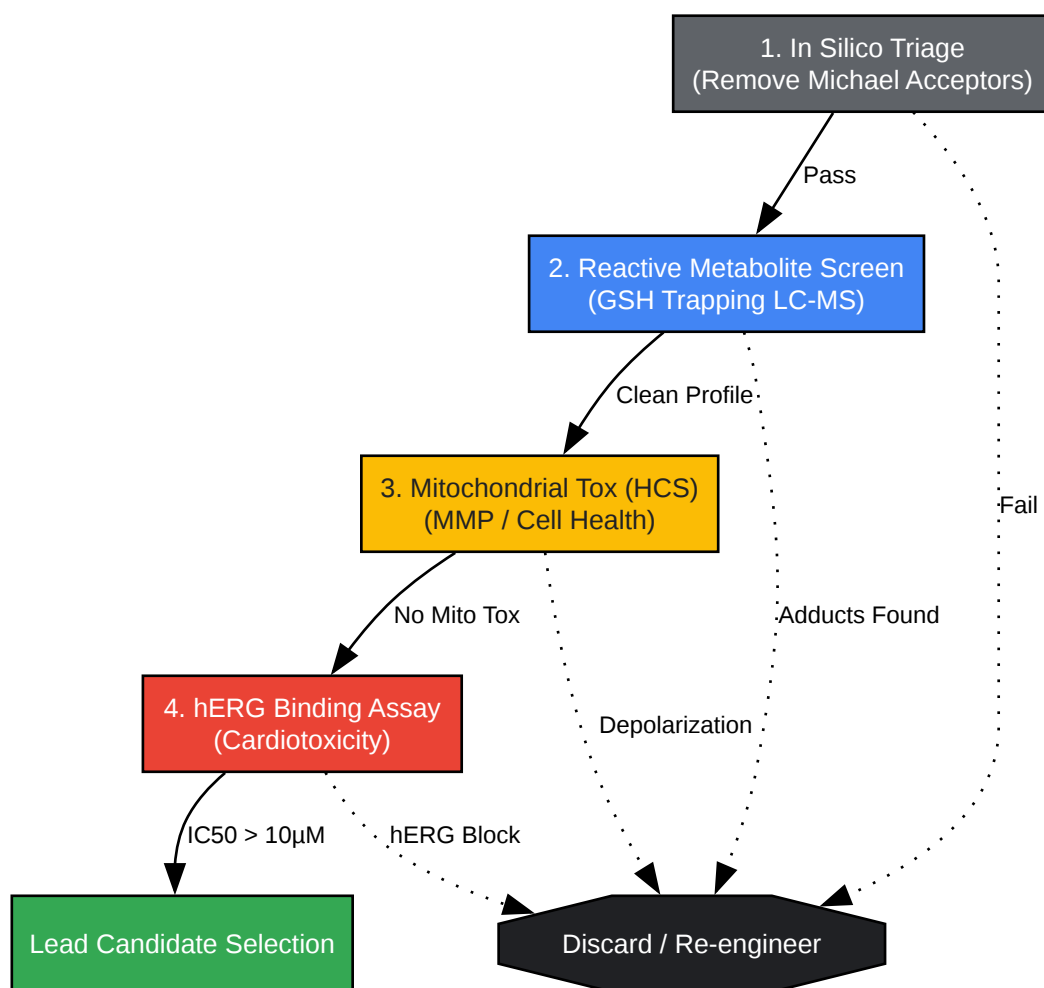 1. In Silico Triage
(Remove Michael Acceptors)
Pass
2. Reactive Metabolite Screen
(GSH Trapping LC-MS)
Clean Profile
3. Mitochondrial Tox (HCS)
(MMP / Cell Health)
Fail
No Mito Tox
Adducts Found
4. hERG Binding Assay
(Cardiotoxicity)
Depolarization
IC50 > 10µM
hERG Block
Lead Candidate Selection
Discard / Re-engineer